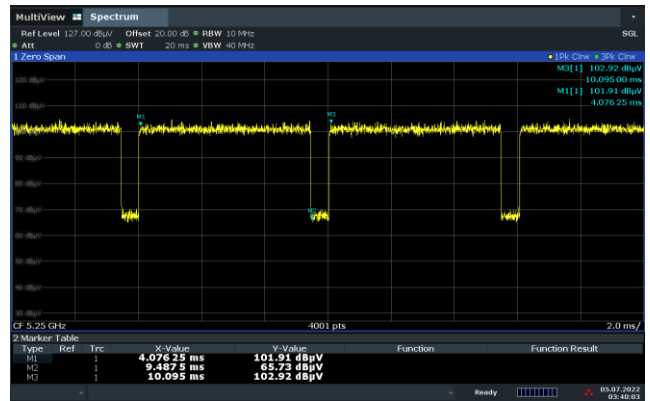 MultiView Spectrum
Ref Level 127.00 dBµV Offset 20.00 dB RBW 10 MHz
SGL
Att 0 dB SWT 20 ms VBW 40 MHz
1 Zero Span
1Pk Clrw 3Pk Clrw
M3[1] 102.92 dBµV
10.095 00 ms
M1[1] 101.91 dBµV
4.076 25 ms
120 dBµV
110 dBµV
M1
M3
90 dBµV
80 dBµV
70 dBµV
M2
60 dBµV
50 dBµV
40 dBµV
30 dBµV
CF 5.25 GHz 4001 pts 2.0 ms/
2 Marker Table
Type Ref Trc X-Value Y-Value Function Function Result
M1 1 4.076 25 ms 101.91 dBµV
M2 1 9.487 5 ms 65.73 dBµV
M3 1 10.095 ms 102.92 dBµV
Ready 05.07.2022
03:40:03